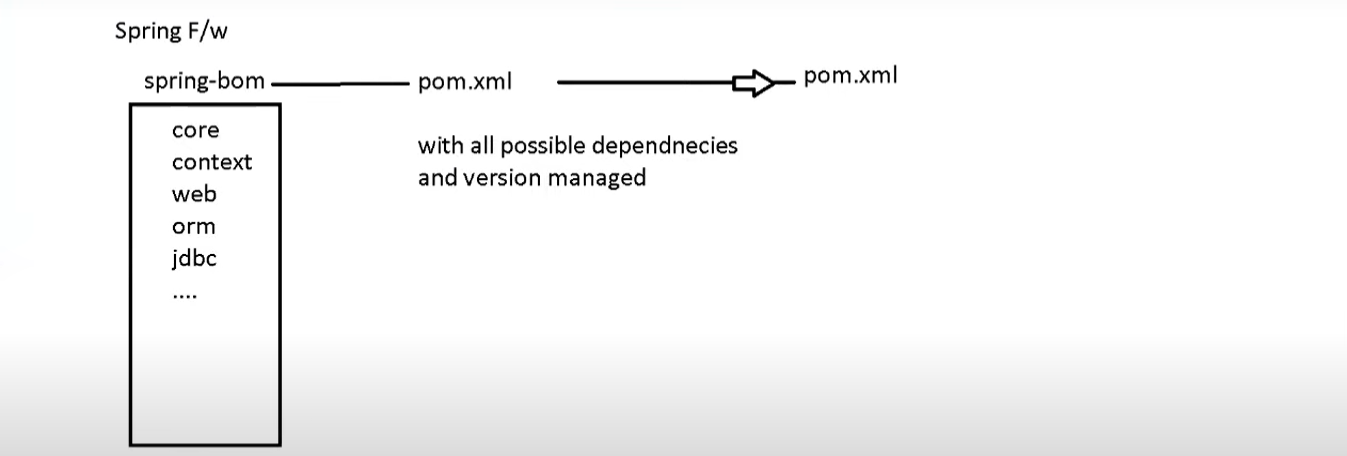 Spring F/w
spring-bom
pom.xml
pom.xml
core
context
web
orm
jdbc
....
with all possible dependnecies
and version managed